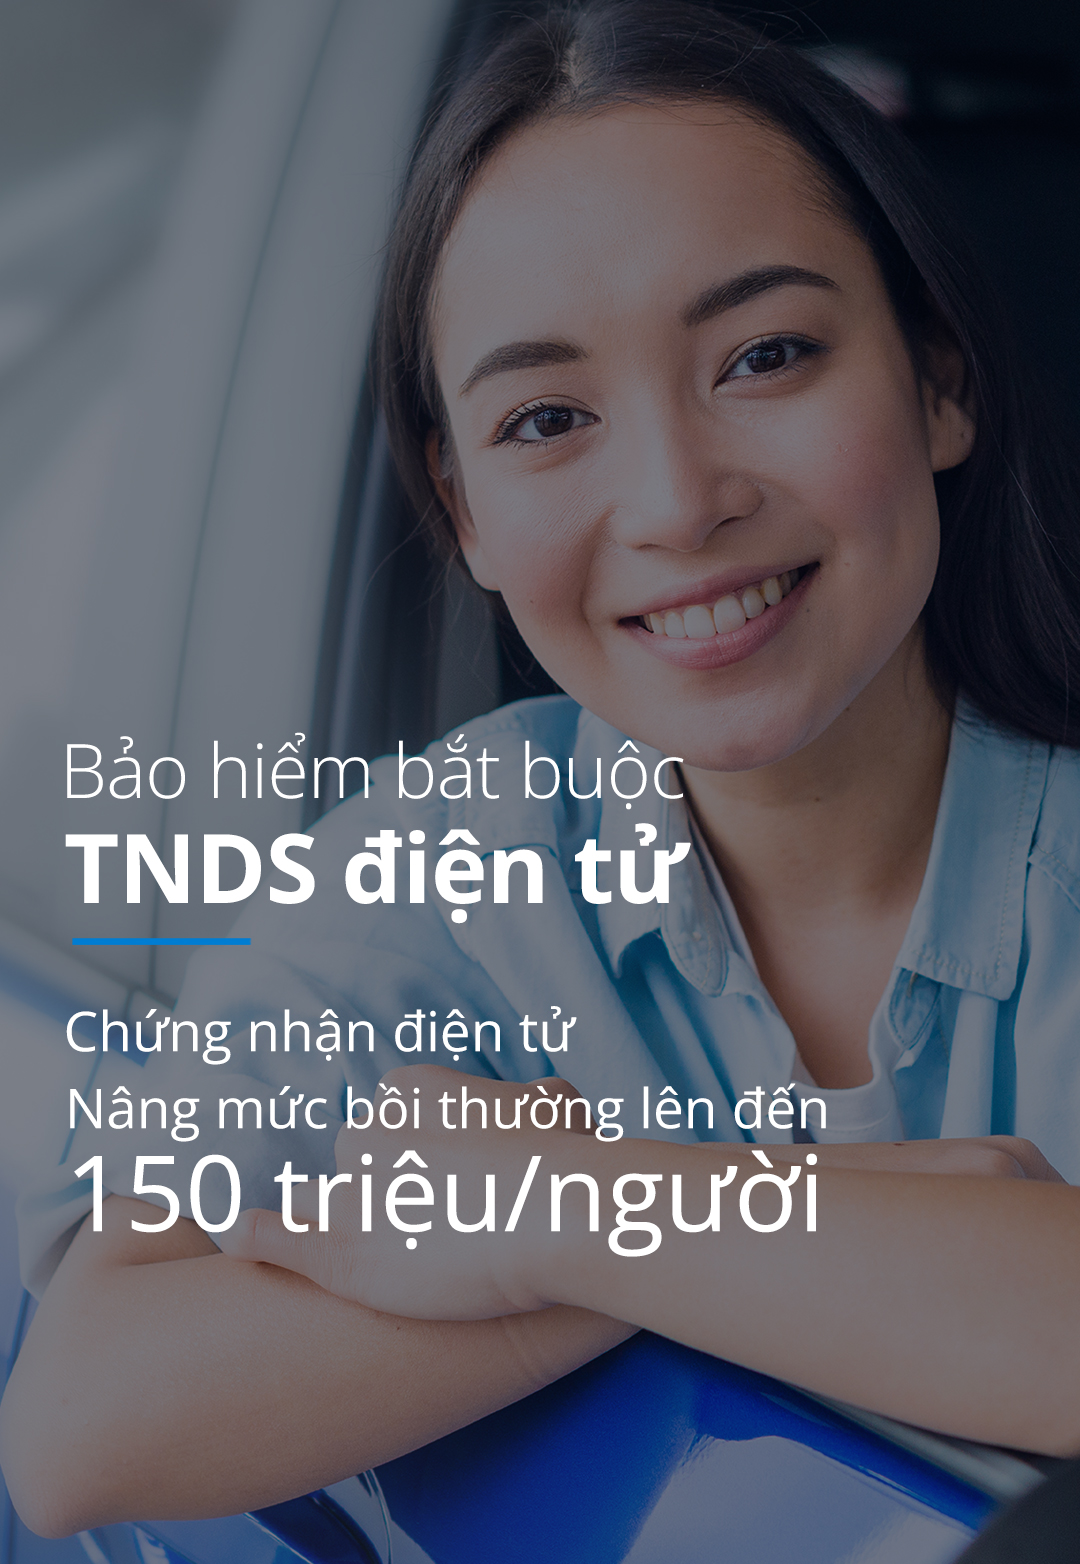 Bảo hiểm bắt buộc
TNDS điện tử
Chứng nhận điện tử
Nâng mức bồi thường lên đến
150 triệu/người